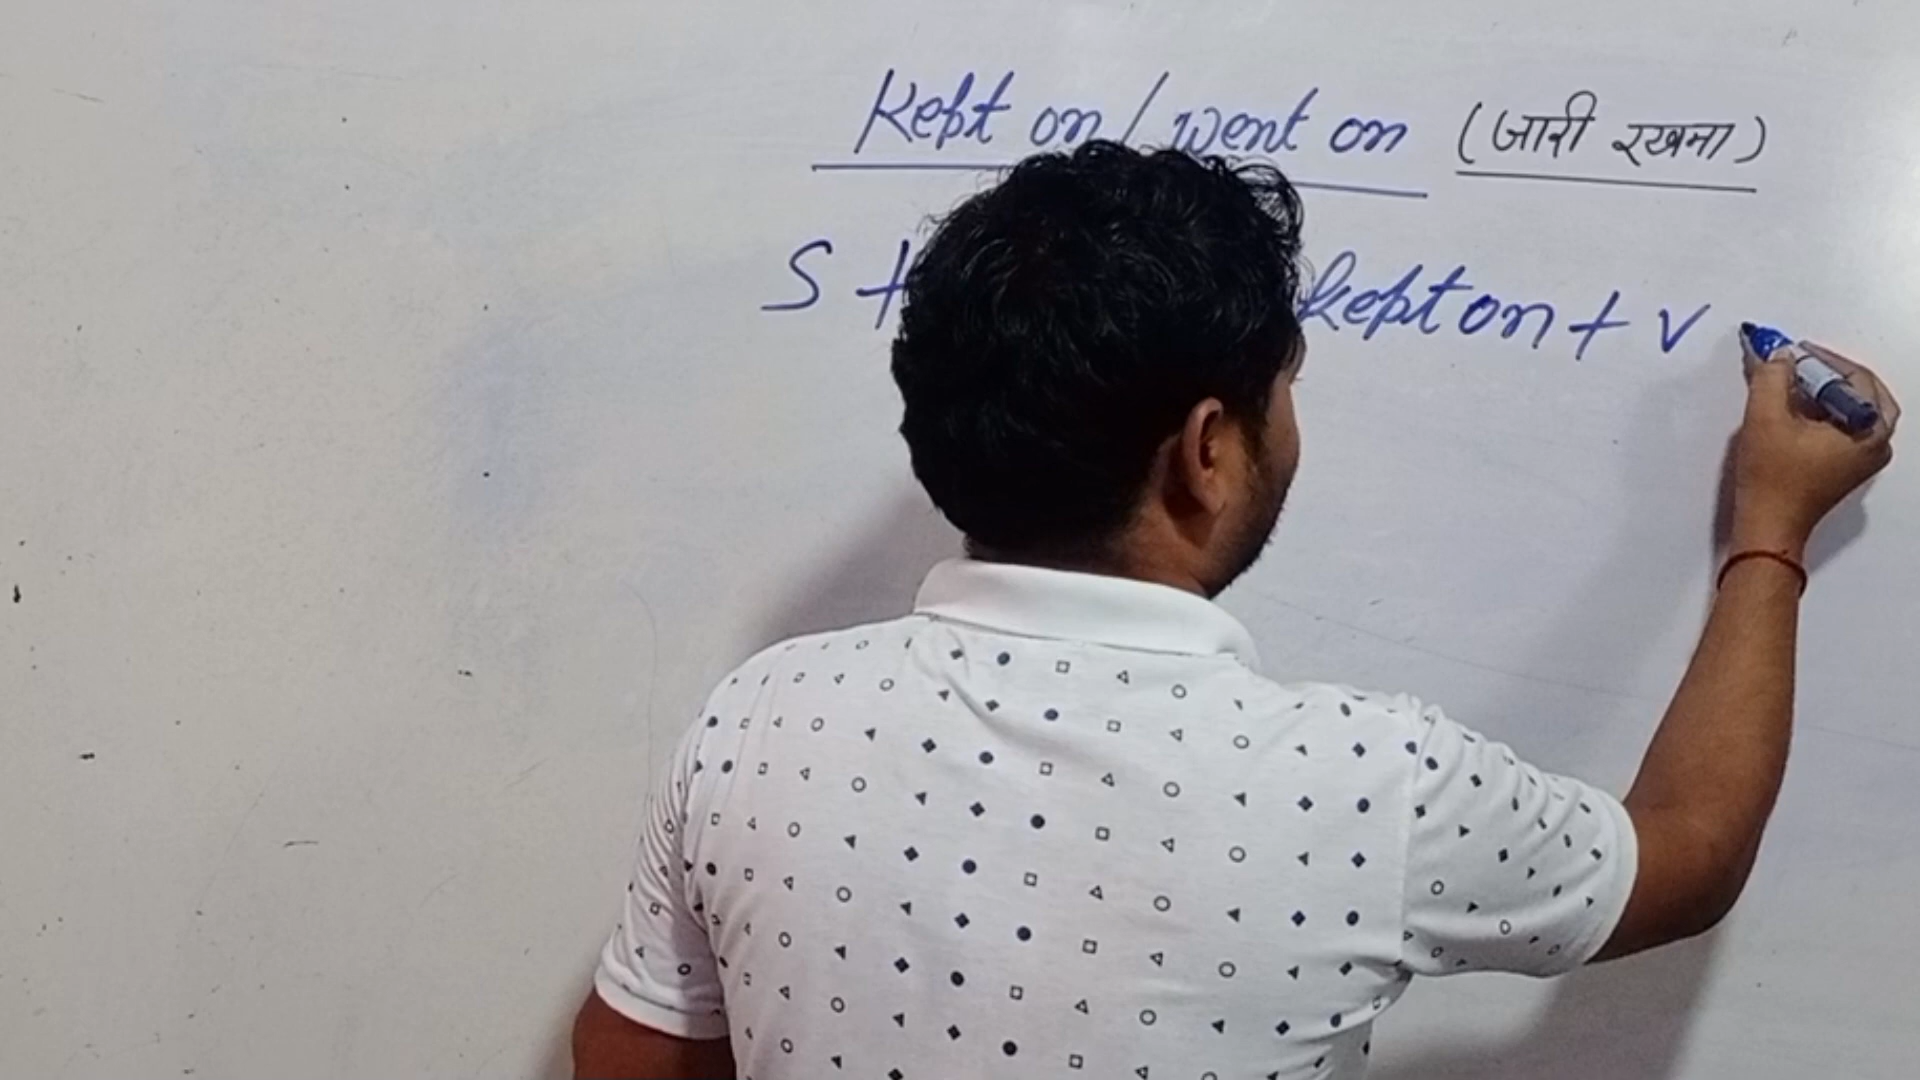 Kept on / went on (जारी रखना)
S + kept on + v